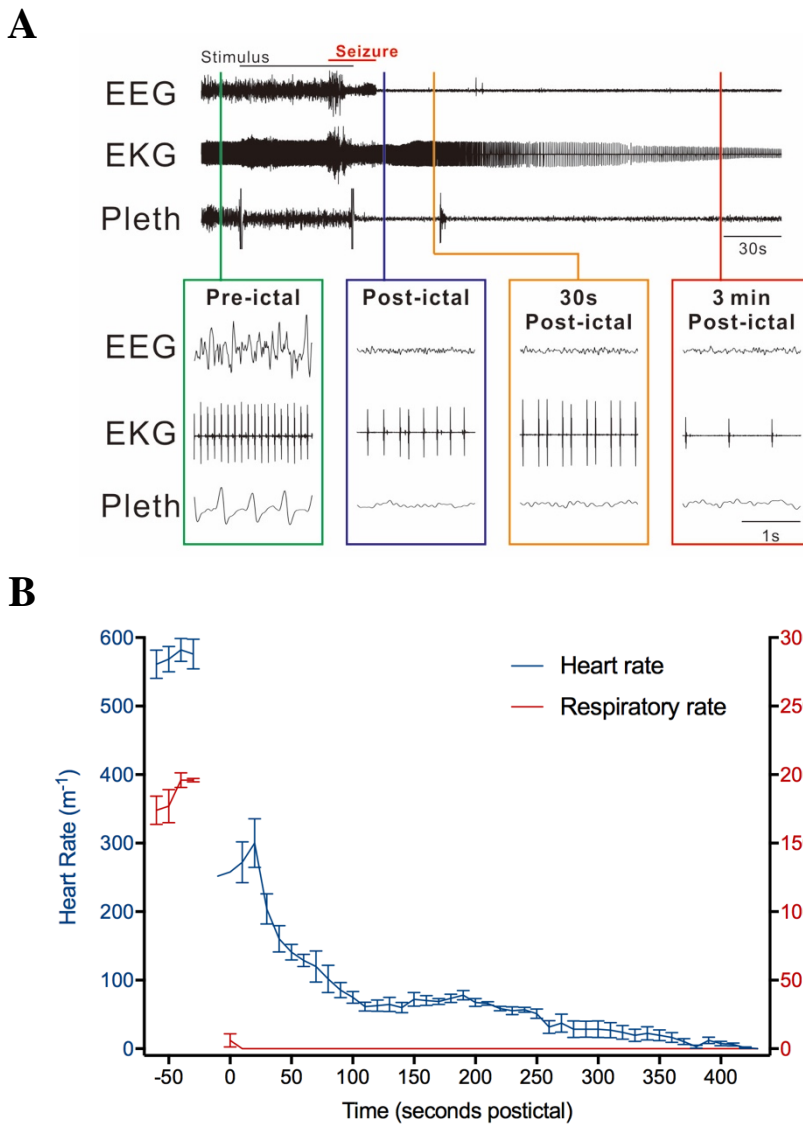 A
Stimulus
Seizure
EEG
EKG
Pleth
30s
Pre-ictal
Post-ictal
30s
Post-ictal
3 min
Post-ictal
EEG
EKG
Pleth
1s
B
600
500
400
300
200
100
0
Heart Rate (m-1)
Heart rate
Respiratory rate
30
25
20
15
10
50
0
-50 0 50 100 150 200 250 300 350 400
Time (seconds postictal)